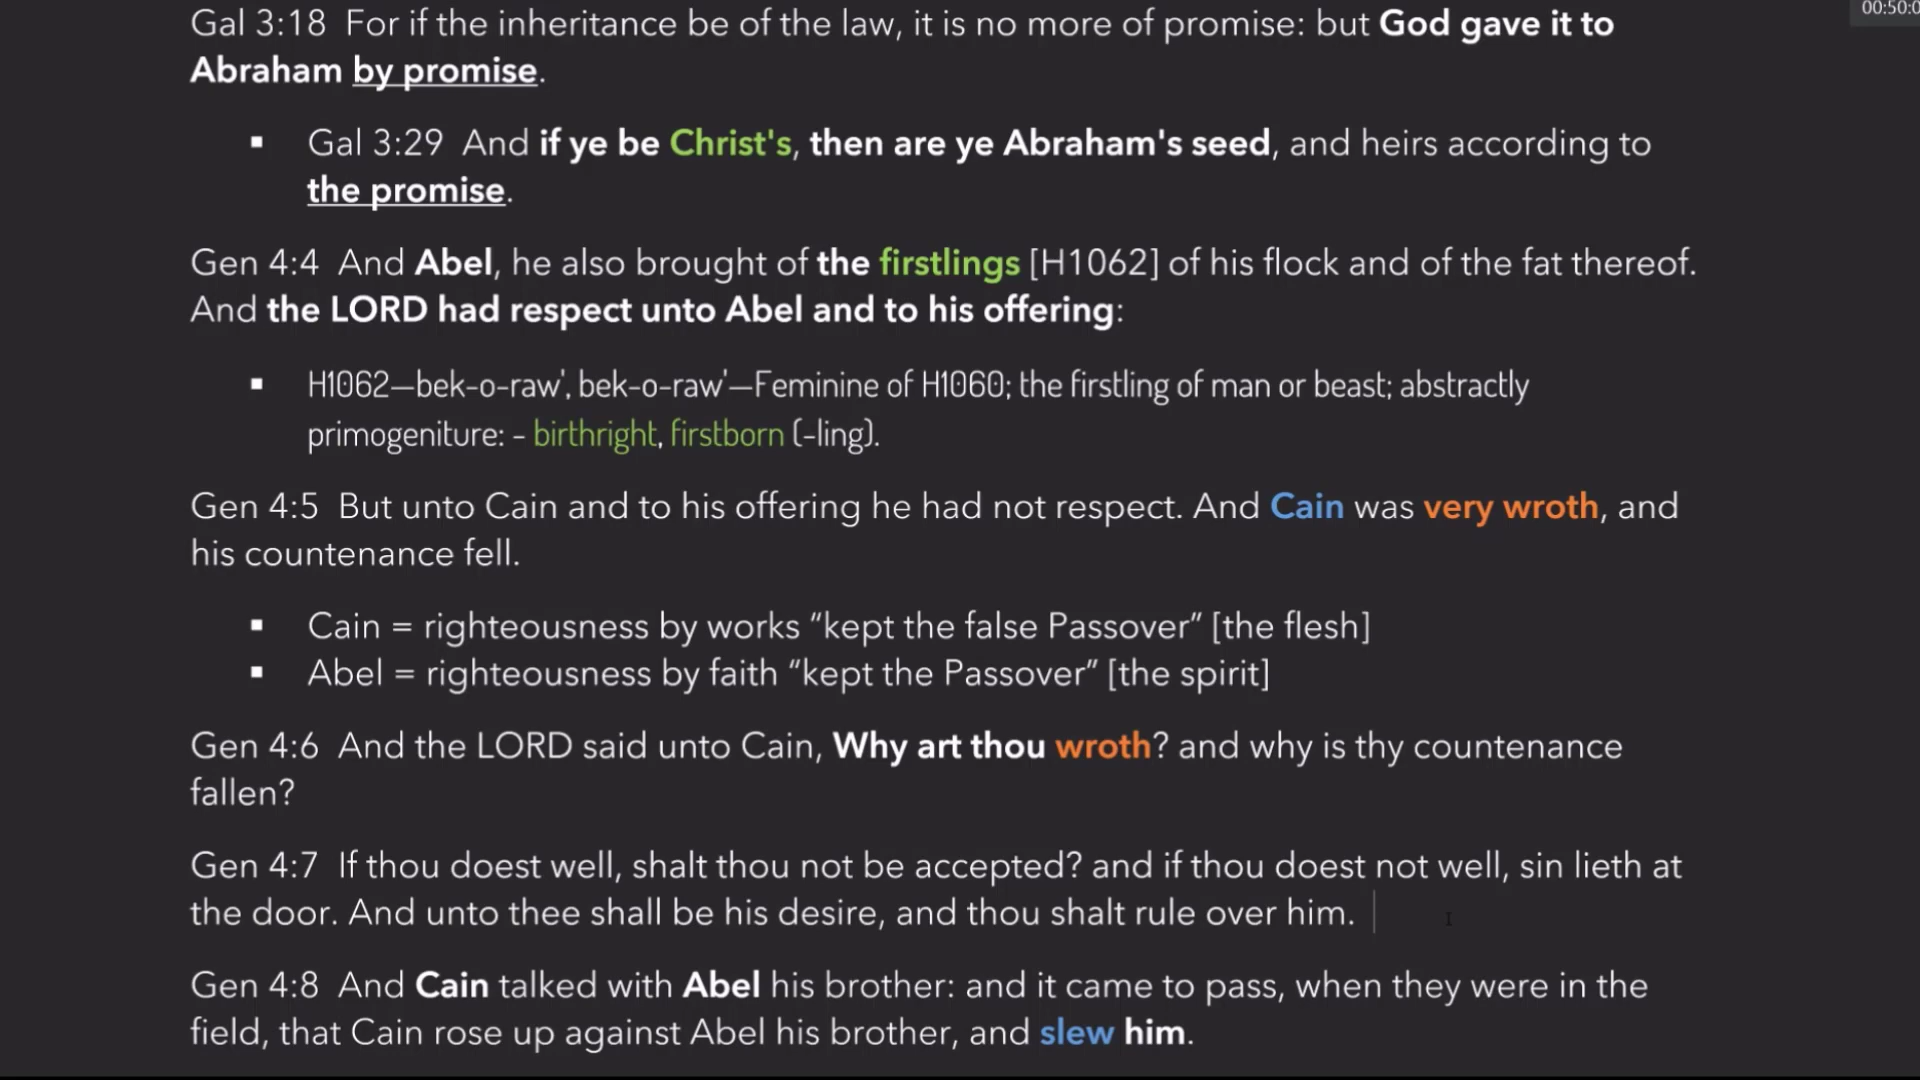 00:50:0
Gal 3:18  For if the inheritance be of the law, it is no more of promise: but God gave it to
Abraham by promise.
▪ Gal 3:29  And if ye be Christ's, then are ye Abraham's seed, and heirs according to
the promise.
Gen 4:4  And Abel, he also brought of the firstlings [H1062] of his flock and of the fat thereof.
And the LORD had respect unto Abel and to his offering:
▪ H1062—bek-o-raw', bek-o-raw'—Feminine of H1060; the firstling of man or beast; abstractly
primogeniture: - birthright, firstborn (-ling).
Gen 4:5  But unto Cain and to his offering he had not respect. And Cain was very wroth, and
his countenance fell.
▪ Cain = righteousness by works “kept the false Passover” [the flesh]
▪ Abel = righteousness by faith “kept the Passover” [the spirit]
Gen 4:6  And the LORD said unto Cain, Why art thou wroth? and why is thy countenance
fallen?
Gen 4:7  If thou doest well, shalt thou not be accepted? and if thou doest not well, sin lieth at
the door. And unto thee shall be his desire, and thou shalt rule over him.
Gen 4:8  And Cain talked with Abel his brother: and it came to pass, when they were in the
field, that Cain rose up against Abel his brother, and slew him.